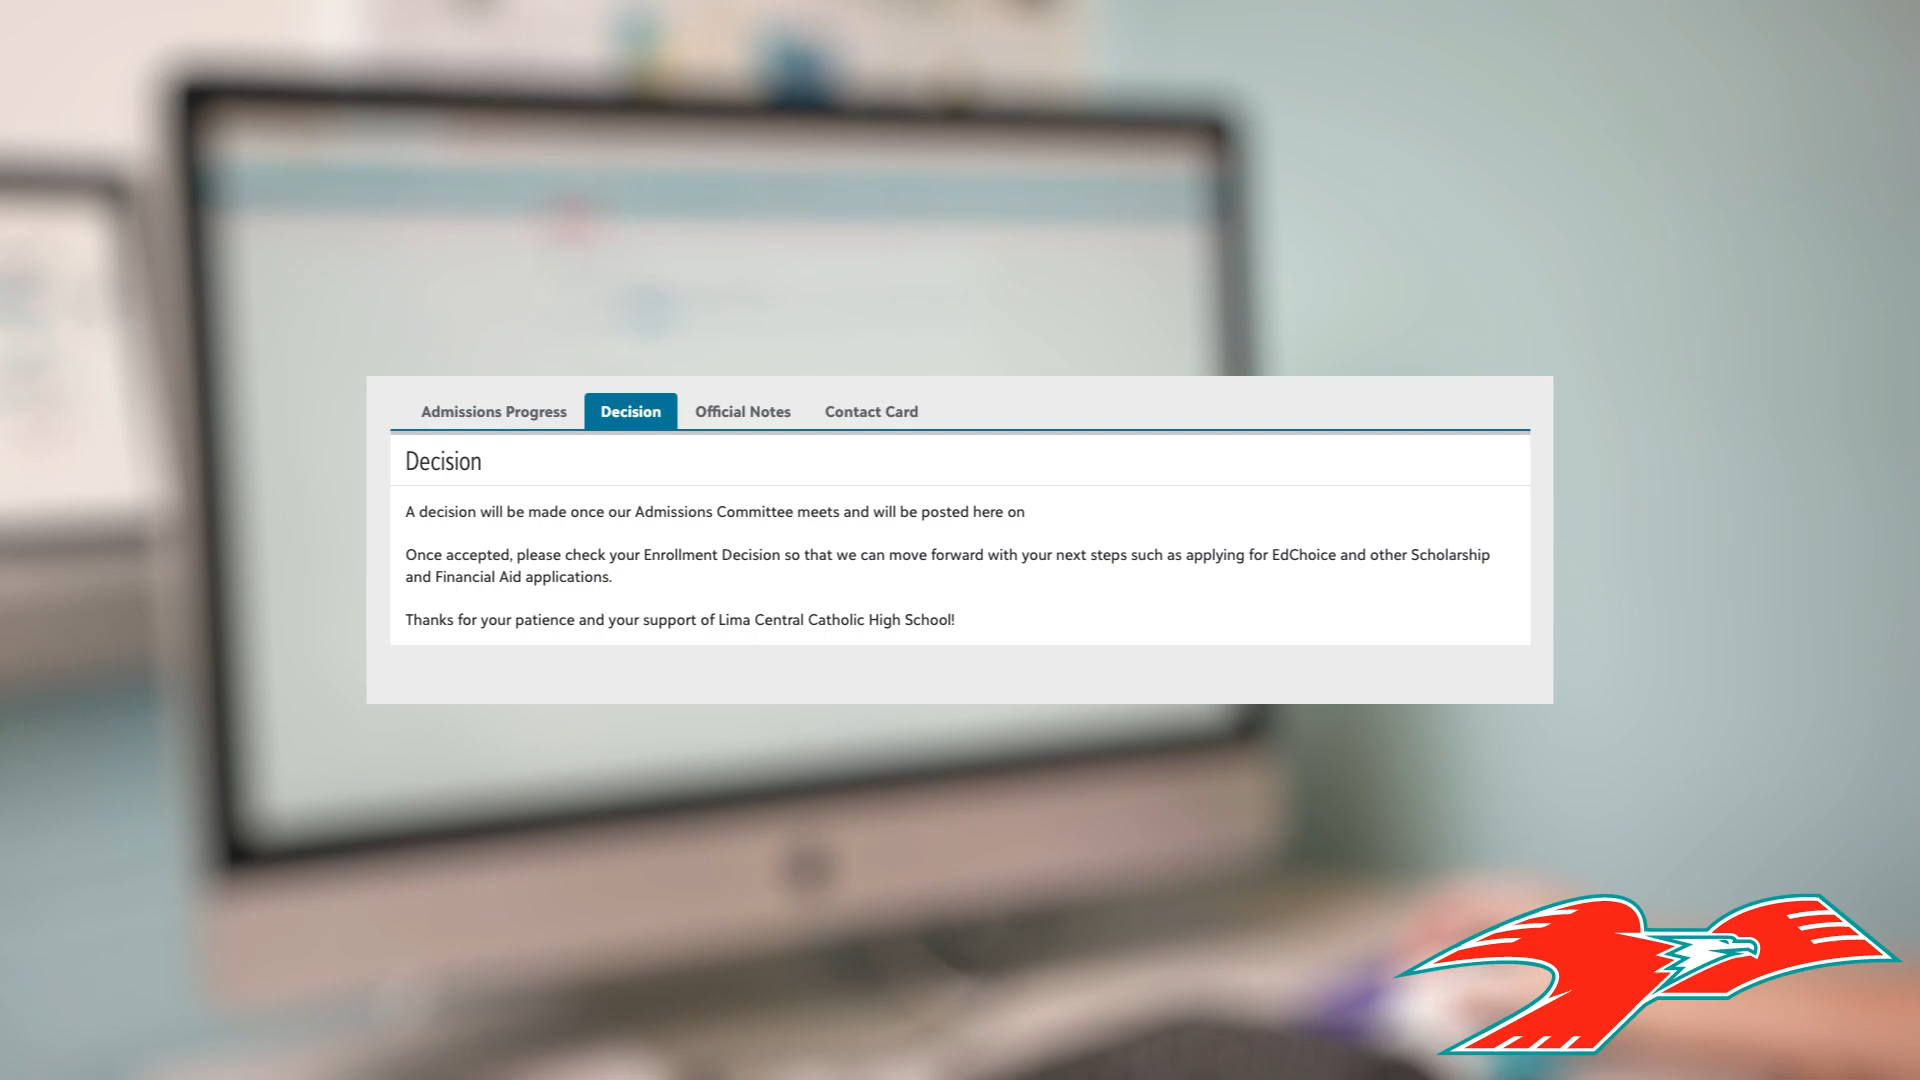 Admissions Progress Decision Official Notes Contact Card
Decision
A decision will be made once our Admissions Committee meets and will be posted here on
Once accepted, please check your Enrollment Decision so that we can move forward with your next steps such as applying for EdChoice and other Scholarship
and Financial Aid applications.
Thanks for your patience and your support of Lima Central Catholic High School!